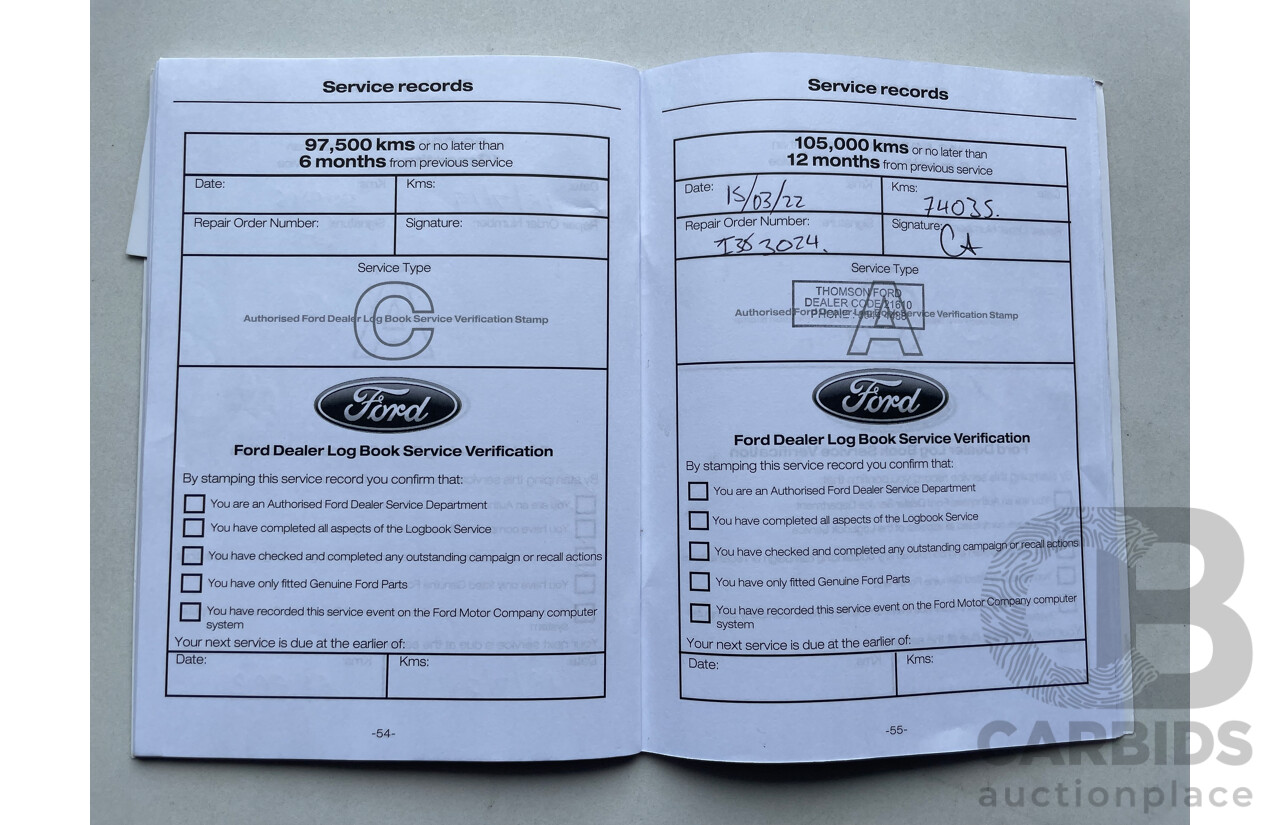 Service records
97,500 kms or no later than
6 months from previous service
Date:
Kms:
Repair Order Number:
Signature:
Service Type
C
Authorised Ford Dealer Log Book Service Verification Stamp
Ford
Ford Dealer Log Book Service Verification
By stamping this service record you confirm that:
You are an Authorised Ford Dealer Service Department
You have completed all aspects of the Logbook Service
You have checked and completed any outstanding campaign or recall actions
You have only fitted Genuine Ford Parts
You have recorded this service event on the Ford Motor Company computer
system
Your next service is due at the earlier of:
Date:
Kms:
-54-
Service records
105,000 kms or no later than
12 months from previous service
Date: 15/03/22
Kms: 74035.
Repair Order Number:
Signature: CA
Service Type
A
THOMSON FORD
DEALER CODE 21610
PHONE:
Authorised Ford Dealer Log Book Service Verification Stamp
Ford
Ford Dealer Log Book Service Verification
By stamping this service record you confirm that:
You are an Authorised Ford Dealer Service Department
You have completed all aspects of the Logbook Service
You have checked and completed any outstanding campaign or recall actions
You have only fitted Genuine Ford Parts
You have recorded this service event on the Ford Motor Company computer
system
Your next service is due at the earlier of:
Date:
Kms:
-55-
CB
CARBIDS
auctionplace